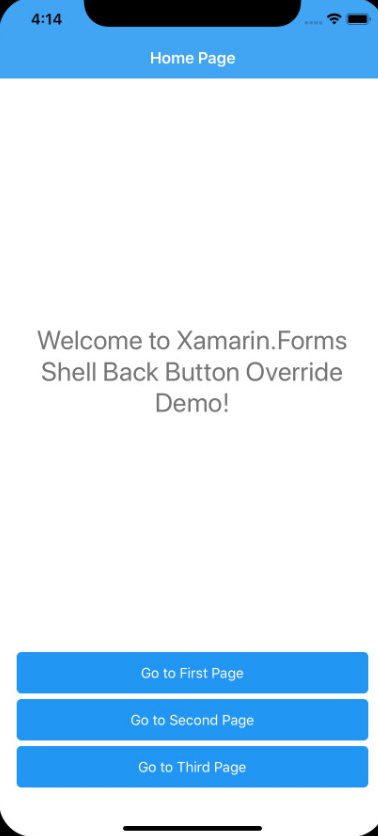 4:14
Home Page
Welcome to Xamarin.Forms
Shell Back Button Override
Demo!
Go to First Page
Go to Second Page
Go to Third Page